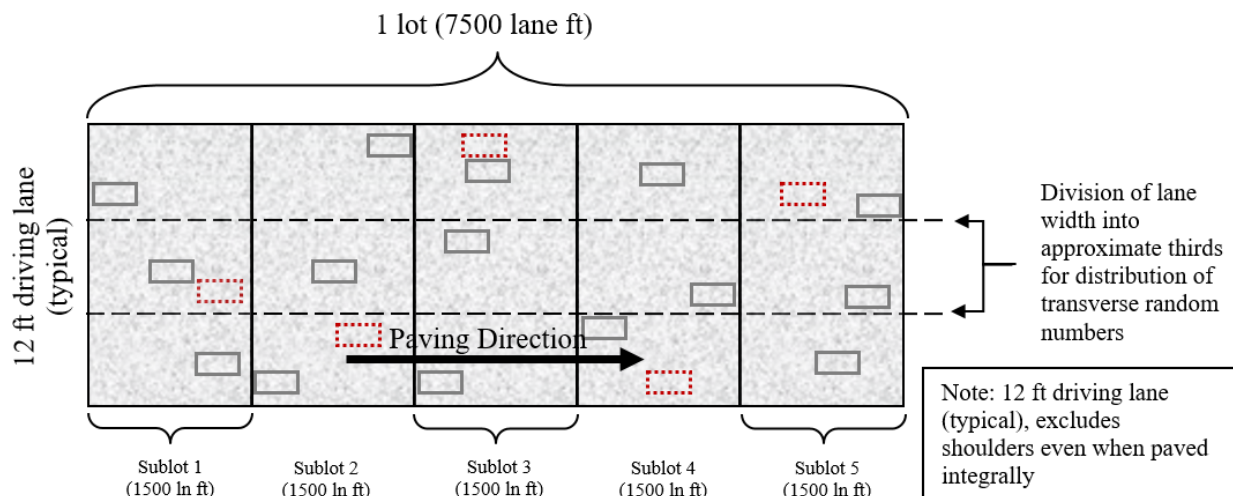 1 lot (7500 lane ft)
12 ft driving lane
(typical)
Paving Direction
Division of lane
width into
approximate thirds
for distribution of
transverse random
numbers
Note: 12 ft driving lane
(typical), excludes
shoulders even when paved
integrally
Sublot 1
(1500 ln ft)
Sublot 2
(1500 ln ft)
Sublot 3
(1500 ln ft)
Sublot 4
(1500 ln ft)
Sublot 5
(1500 ln ft)